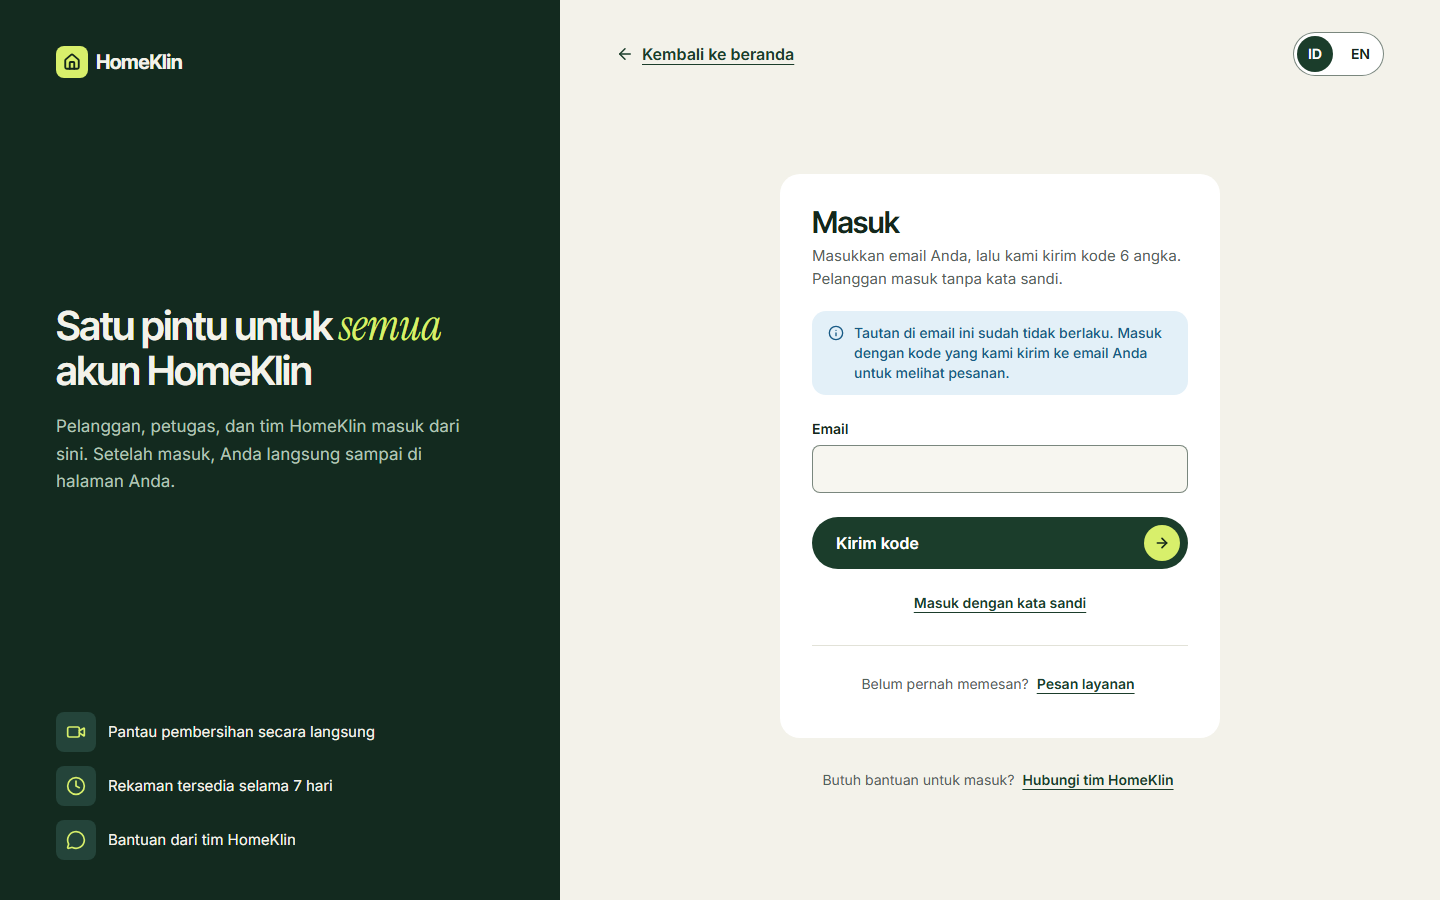 HomeKlin
Satu pintu untuk semua
akun HomeKlin
Pelanggan, petugas, dan tim HomeKlin masuk dari
sini. Setelah masuk, Anda langsung sampai di
halaman Anda.
Pantau pembersihan secara langsung
Rekaman tersedia selama 7 hari
Bantuan dari tim HomeKlin
Kembali ke beranda
ID
EN
Masuk
Masukkan email Anda, lalu kami kirim kode 6 angka.
Pelanggan masuk tanpa kata sandi.
Tautan di email ini sudah tidak berlaku. Masuk
dengan kode yang kami kirim ke email Anda
untuk melihat pesanan.
Email
Kirim kode
Masuk dengan kata sandi
Belum pernah memesan? Pesan layanan
Butuh bantuan untuk masuk? Hubungi tim HomeKlin